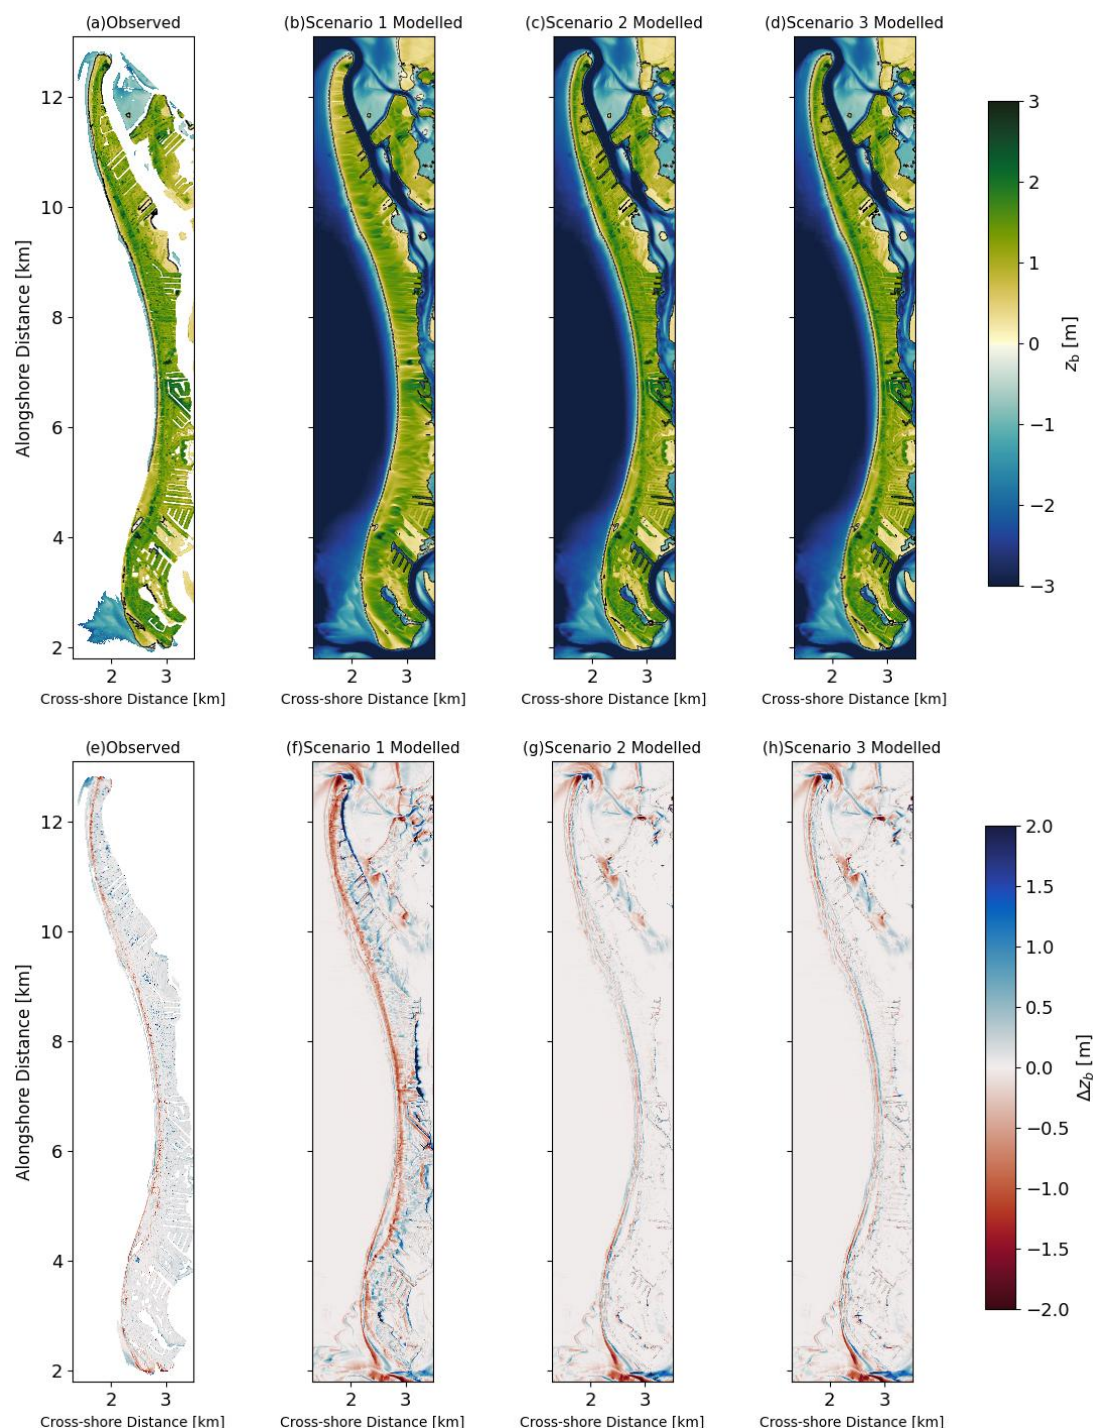 (a)Observed
(b)Scenario 1 Modelled
(c)Scenario 2 Modelled
(d)Scenario 3 Modelled
12
10
8
6
4
2
Alongshore Distance [km]
2 3
2 3
2 3
2 3
Cross-shore Distance [km]
Cross-shore Distance [km]
Cross-shore Distance [km]
Cross-shore Distance [km]
3
2
1
0
−1
−2
−3
z_b [m]
(e)Observed
(f)Scenario 1 Modelled
(g)Scenario 2 Modelled
(h)Scenario 3 Modelled
12
10
8
6
4
2
Alongshore Distance [km]
2 3
2 3
2 3
2 3
Cross-shore Distance [km]
Cross-shore Distance [km]
Cross-shore Distance [km]
Cross-shore Distance [km]
2.0
1.5
1.0
0.5
0.0
−0.5
−1.0
−1.5
−2.0
Δz_b [m]